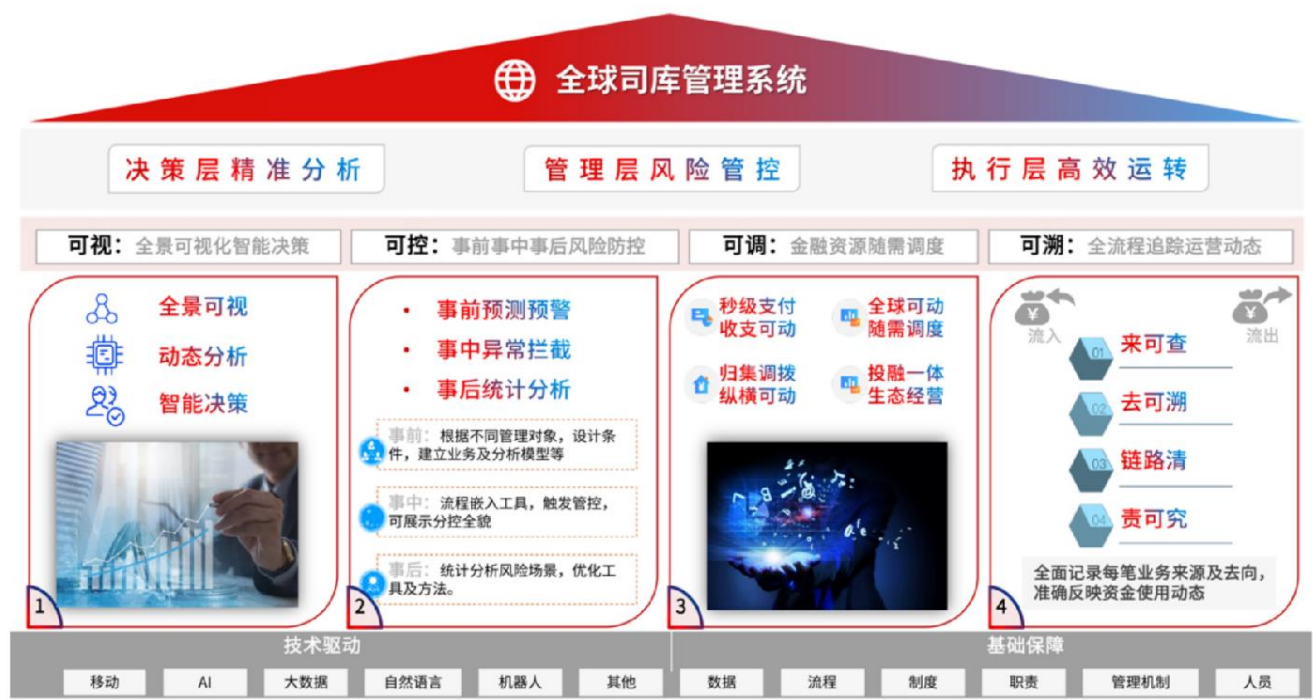 全球司库管理系统
决策层精准分析
管理层风险管控
执行层高效运转
可视：全景可视化智能决策
可控：事前事中事后风险防控
可调：金融资源随需调度
可溯：全流程追踪运营动态
全景可视
动态分析
智能决策
1
• 事前预测预警
• 事中异常拦截
• 事后统计分析
事前：根据不同管理对象，设计条
件，建立业务及分析模型等
事中：流程嵌入工具，触发管控，
可展示分控全貌
事后：统计分析风险场景，优化工
具及方法。
2
秒级支付
收支可动
全球可动
随需调度
归集调拨
纵横可动
投融一体
生态经营
3
¥
流入
¥
流出
01 来可查
02 去可溯
03 链路清
04 责可究
全面记录每笔业务来源及去向，
准确反映资金使用动态
4
技术驱动
基础保障
移动
AI
大数据
自然语言
机器人
其他
数据
流程
制度
职责
管理机制
人员